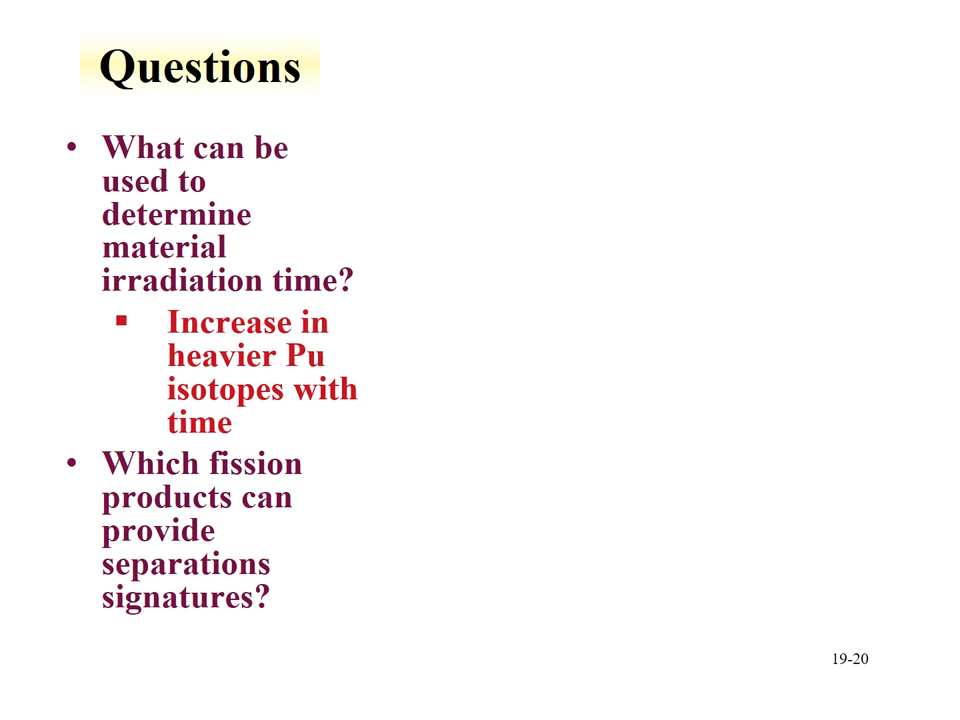 Questions
• What can be
used to
determine
material
irradiation time?
▪ Increase in
heavier Pu
isotopes with
time
• Which fission
products can
provide
separations
signatures?
19-20